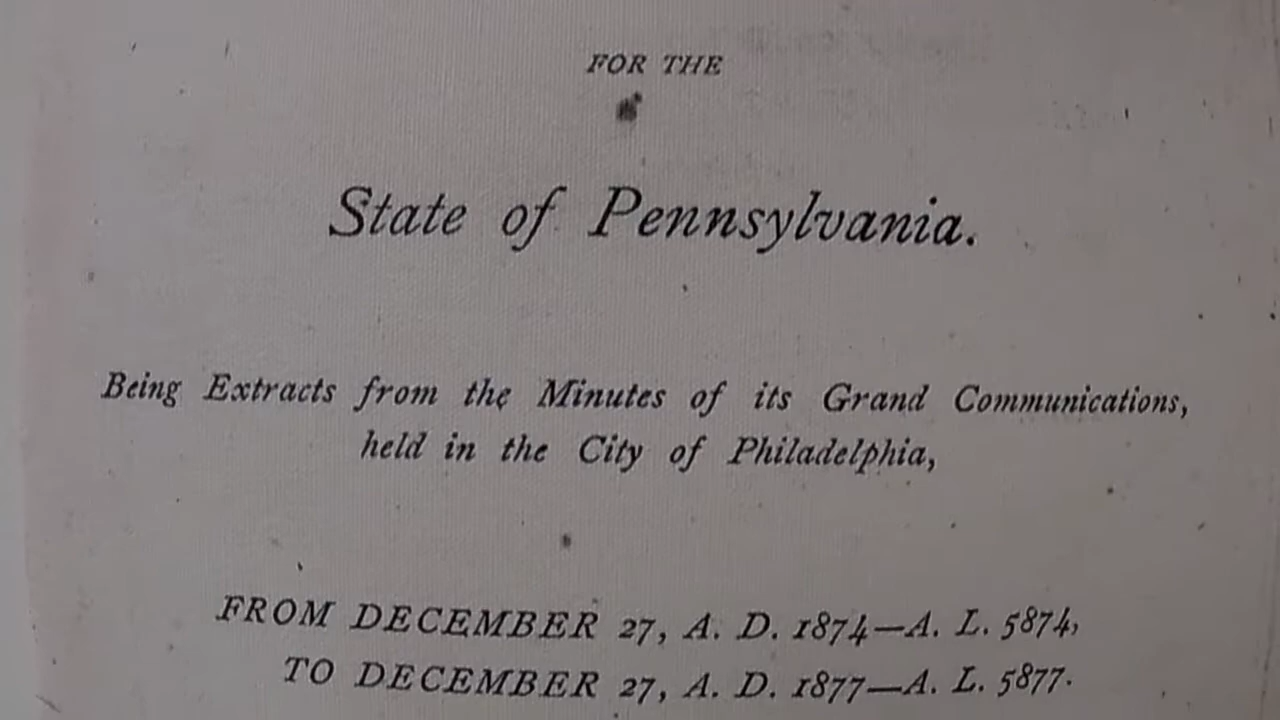 FOR THE
State of Pennsylvania.
Being Extracts from the Minutes of its Grand Communications,
held in the City of Philadelphia,
FROM DECEMBER 27, A. D. 1874—A. L. 5874,
TO DECEMBER 27, A. D. 1877—A. L. 5877.